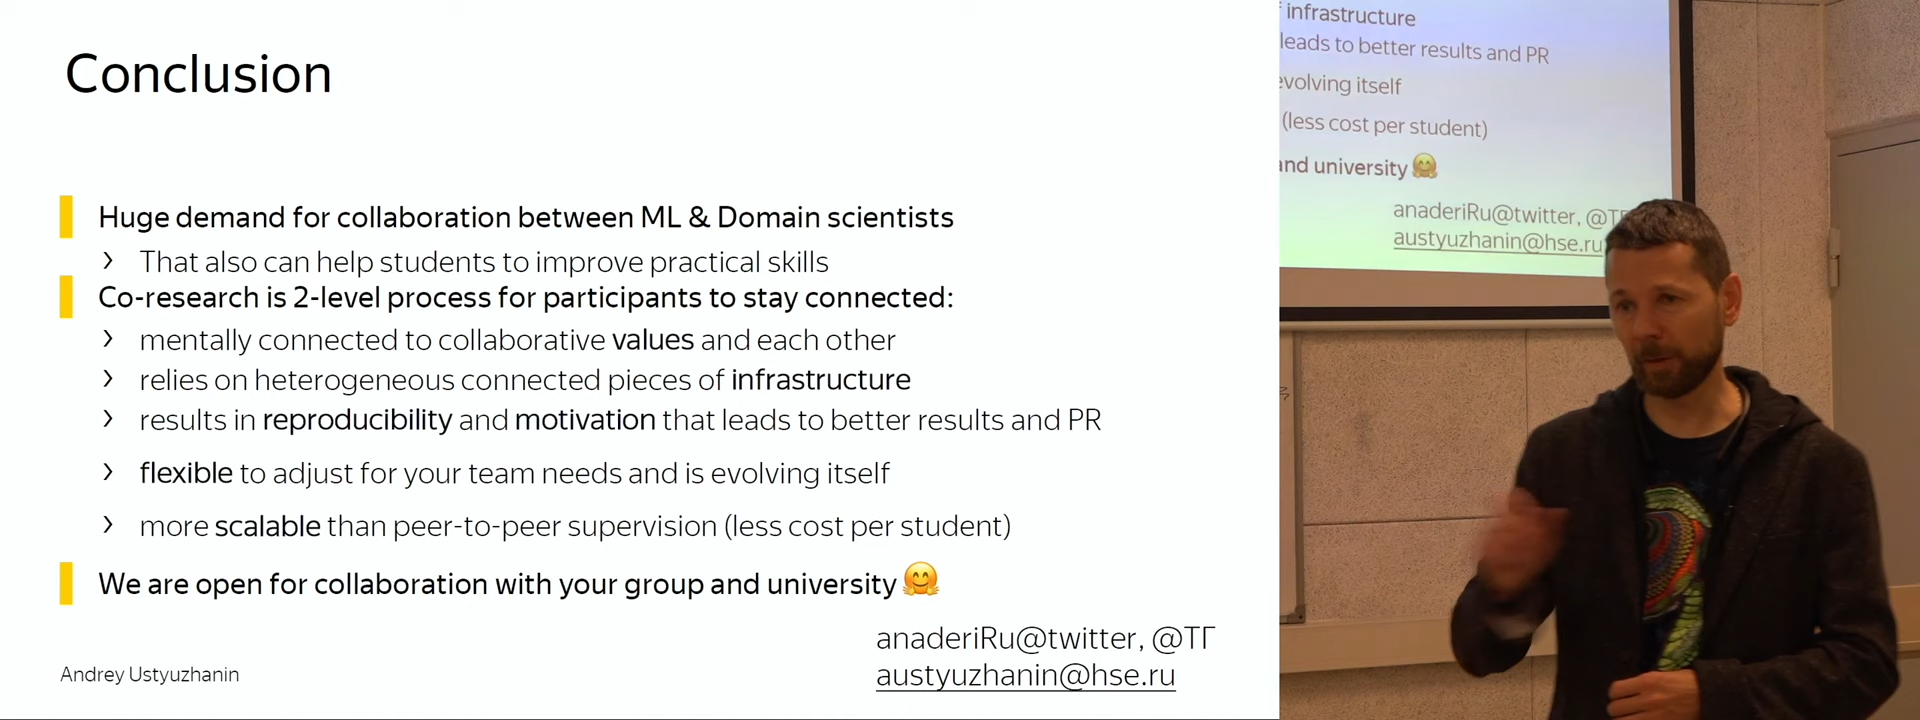 Conclusion
Huge demand for collaboration between ML & Domain scientists
› That also can help students to improve practical skills
Co-research is 2-level process for participants to stay connected:
› mentally connected to collaborative values and each other
› relies on heterogeneous connected pieces of infrastructure
› results in reproducibility and motivation that leads to better results and PR
› flexible to adjust for your team needs and is evolving itself
› more scalable than peer-to-peer supervision (less cost per student)
We are open for collaboration with your group and university 🤗
anaderiRu@twitter, @ТГ
austyuzhanin@hse.ru
Andrey Ustyuzhanin
infrastructure
leads to better results and PR
evolving itself
(less cost per student)
and university 🤗
anaderiRu@twitter, @
austyuzhanin@hse.ru